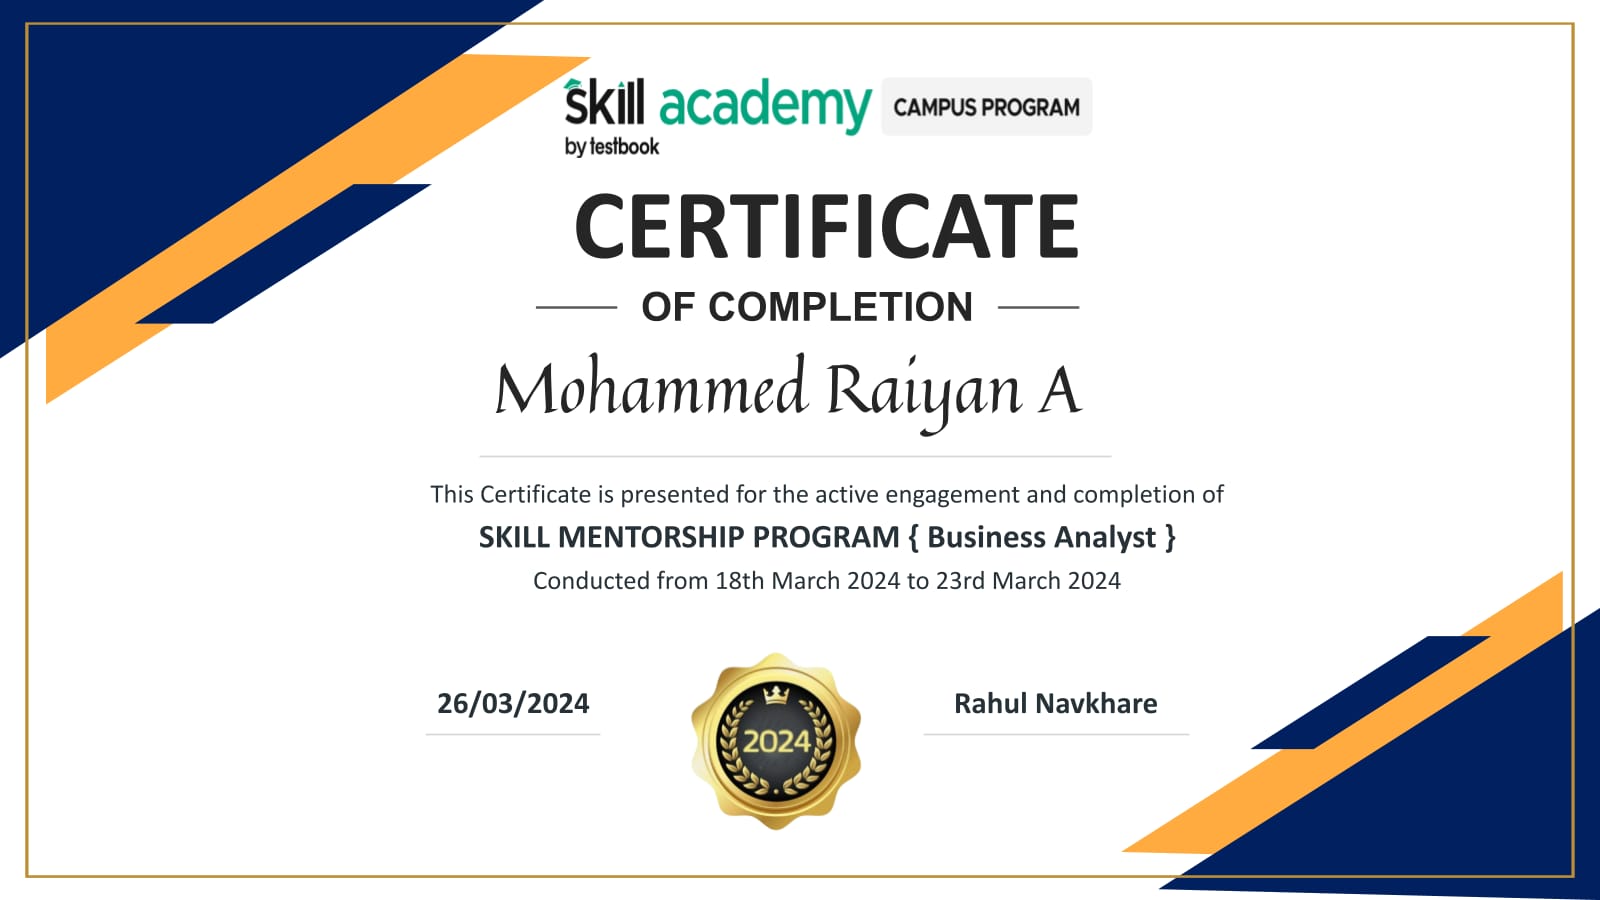 skill academy CAMPUS PROGRAM
by testbook
CERTIFICATE
OF COMPLETION
Mohammed Raiyan A
This Certificate is presented for the active engagement and completion of
SKILL MENTORSHIP PROGRAM { Business Analyst }
Conducted from 18th March 2024 to 23rd March 2024
26/03/2024
2024
Rahul Navkhare